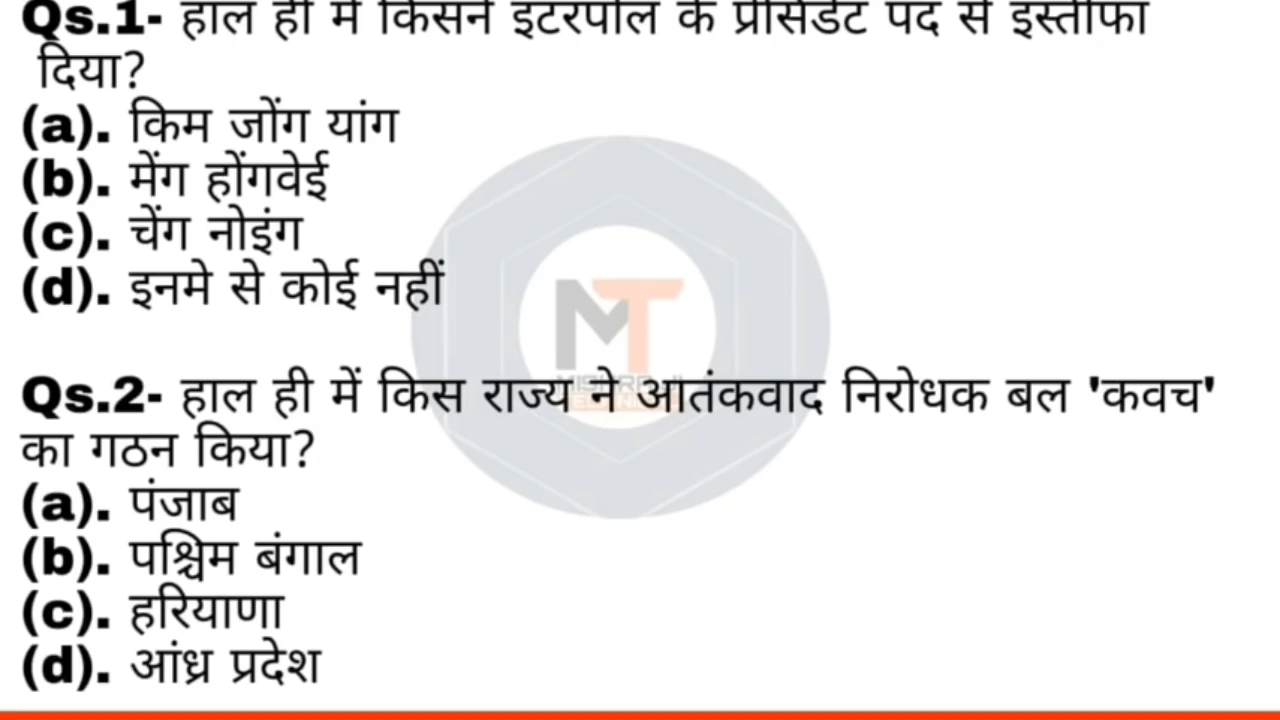 Qs.1- हाल ही में किसने इंटरपोल के प्रेसिडेंट पद से इस्तीफा
दिया?
(a). किम जोंग यांग
(b). मेंग होंगवेई
(c). चेंग नोइंग
(d). इनमे से कोई नहीं
MT
Qs.2- हाल ही में किस राज्य ने आतंकवाद निरोधक बल 'कवच'
का गठन किया?
(a). पंजाब
(b). पश्चिम बंगाल
(c). हरियाणा
(d). आंध्र प्रदेश